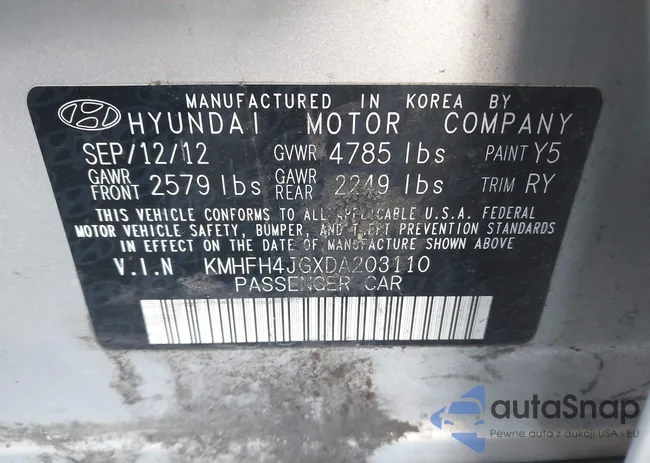 MANUFACTURED IN KOREA BY
HYUNDAI MOTOR COMPANY
SEP/12/12 GVWR 4785 lbs PAINT Y5
GAWR FRONT 2579 lbs GAWR REAR 2249 lbs TRIM RY
THIS VEHICLE CONFORMS TO ALL APPLICABLE U.S.A. FEDERAL
MOTOR VEHICLE SAFETY, BUMPER, AND THEFT PREVENTION STANDARDS
IN EFFECT ON THE DATE OF MANUFACTURE SHOWN ABOVE
V.I.N KMHFH4JGXDA203110
PASSENGER CAR
autaSnap
Pewne auta z aukcji USA i EU